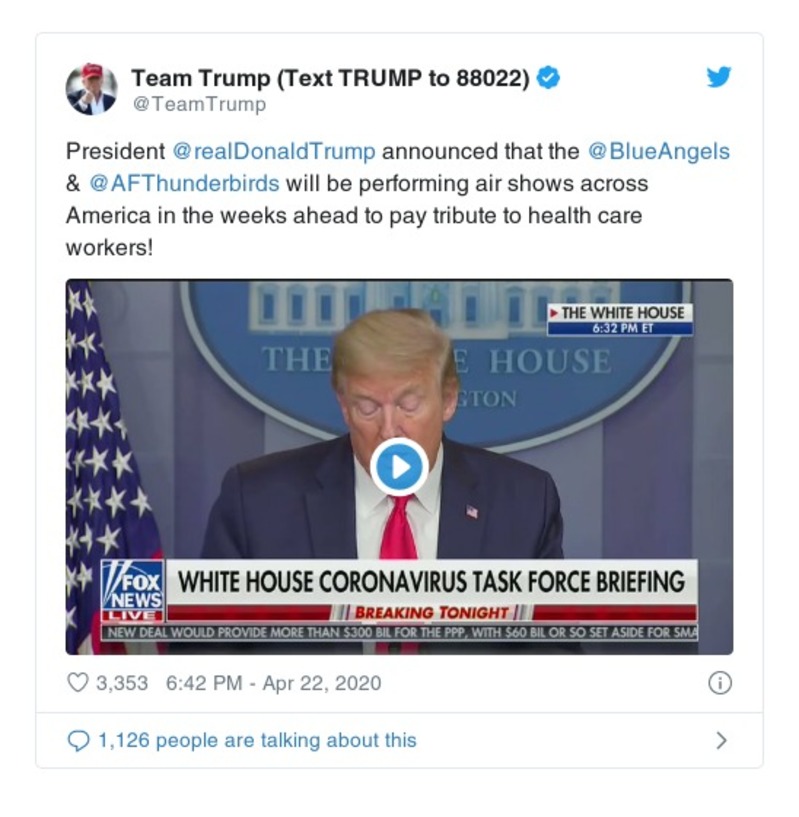 Team Trump (Text TRUMP to 88022)
@TeamTrump
President @realDonaldTrump announced that the @BlueAngels
& @AFThunderbirds will be performing air shows across
America in the weeks ahead to pay tribute to health care
workers!
THE WHITE HOUSE
6:32 PM ET
THE E HOUSE
GTON
FOX
NEWS
LIVE
WHITE HOUSE CORONAVIRUS TASK FORCE BRIEFING
BREAKING TONIGHT
NEW DEAL WOULD PROVIDE MORE THAN $300 BIL FOR THE PPP, WITH $60 BIL OR SO SET ASIDE FOR SMA
3,353 6:42 PM - Apr 22, 2020
1,126 people are talking about this